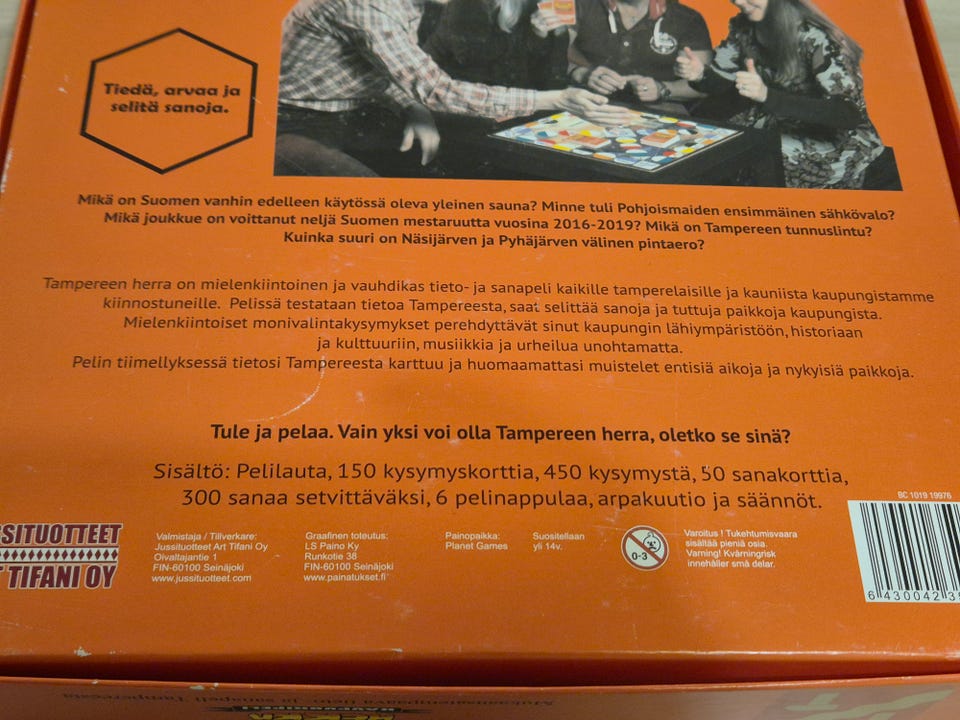 Tiedä, arvaa ja
selitä sanoja.
Mikä on Suomen vanhin edelleen käytössä oleva yleinen sauna? Minne tuli Pohjoismaiden ensimmäinen sähkövalo?
Mikä joukkue on voittanut neljä Suomen mestaruutta vuosina 2016-2019? Mikä on Tampereen tunnuslintu?
Kuinka suuri on Näsijärven ja Pyhäjärven välinen pintaero?
Tampereen herra on mielenkiintoinen ja vauhdikas tieto- ja sanapeli kaikille tamperelaisille ja kauniista kaupungistamme
kiinnostuneille. Pelissä testataan tietoa Tampereesta, saat selittää sanoja ja tuttuja paikkoja kaupungista.
Mielenkiintoiset monivalintakysymykset perehdyttävät sinut kaupungin lähiympäristöön, historiaan
ja kulttuuriin, musiikkia ja urheilua unohtamatta.
Pelin tiimellyksessä tietosi Tampereesta karttuu ja huomaamattasi muistelet entisiä aikoja ja nykyisiä paikkoja.
Tule ja pelaa. Vain yksi voi olla Tampereen herra, oletko se sinä?
Sisältö: Pelilauta, 150 kysymyskorttia, 450 kysymystä, 50 sanakorttia,
300 sanaa setvittäväksi, 6 pelinappulaa, arpakuutio ja säännöt.
SSITUOTTEET
T TIFANI OY
Valmistaja / Tillverkare:
Jussituotteet Art Tifani Oy
Oivaltajantie 1
FIN-60100 Seinäjoki
www.jussituotteet.com
Graafinen toteutus:
LS Paino Ky
Runkotie 38
FIN-60100 Seinäjoki
www.painatukset.fi
Painopaikka:
Planet Games
Suositellaan
yli 14v.
0-3
Varoitus ! Tukehtumisvaara
sisältää pieniä osia.
Varning! Kvävningrisk
innehåller små delar.
BC 1019 19976
6 430042 3